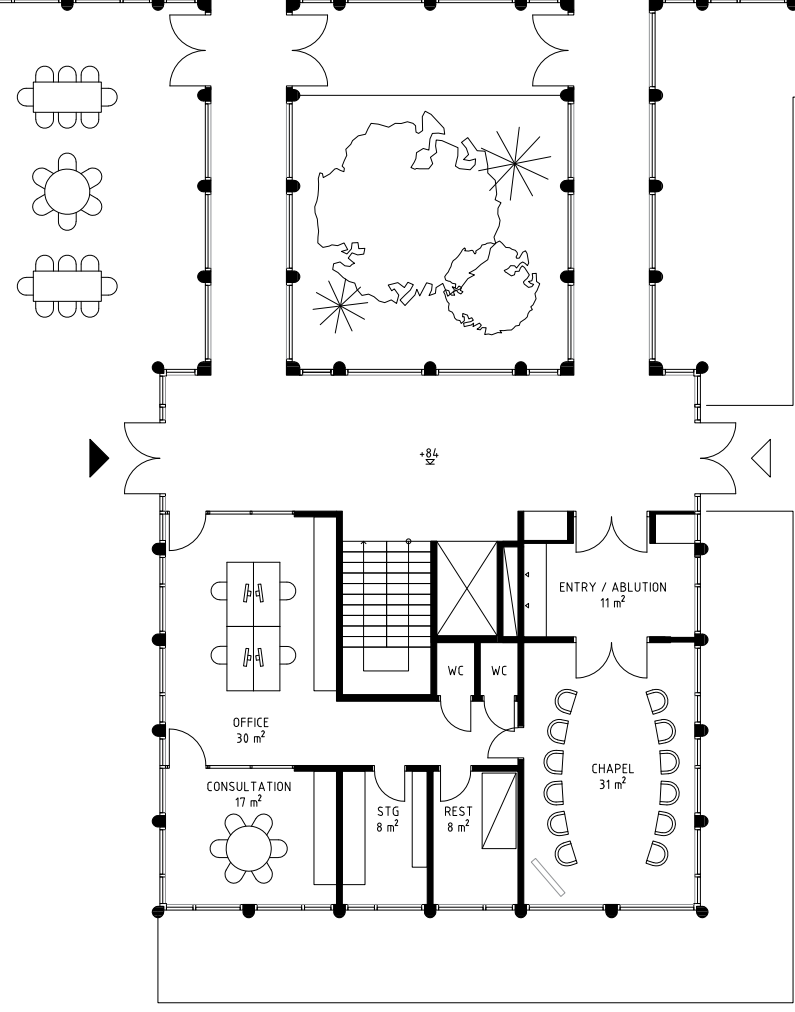 +84
ENTRY / ABLUTION
11 m²
WC
WC
OFFICE
30 m²
CHAPEL
31 m²
CONSULTATION
17 m²
STG
8 m²
REST
8 m²